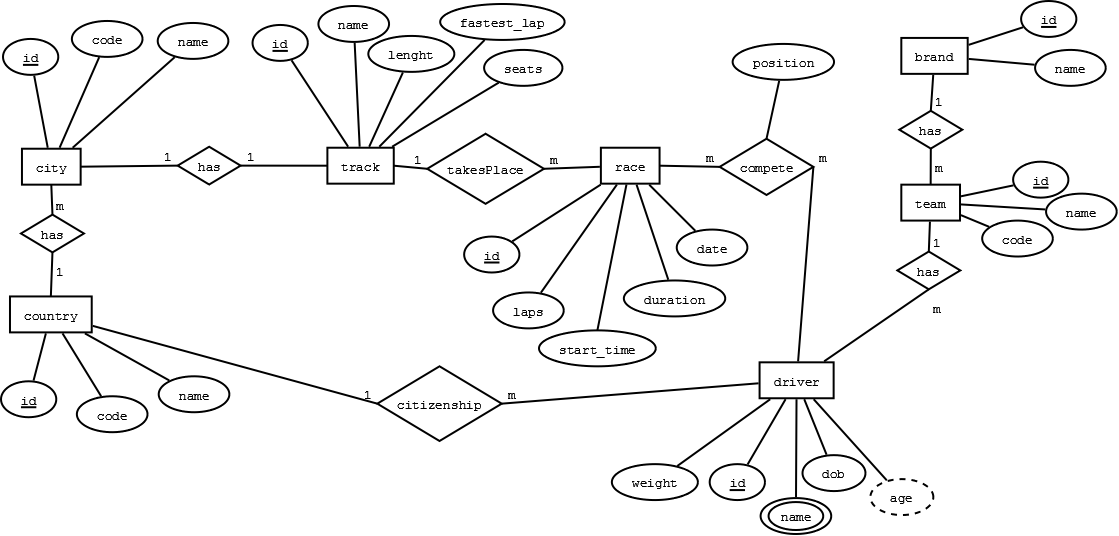 id
code
name
id
name
lenght
fastest_lap
seats
position
id
brand
name
1
has
m
city
1
has
1
track
1
takesPlace
m
race
m
compete
m
id
team
name
code
1
has
m
m
has
1
id
laps
start_time
duration
date
country
id
code
name
1
citizenship
m
driver
weight
id
name
dob
age